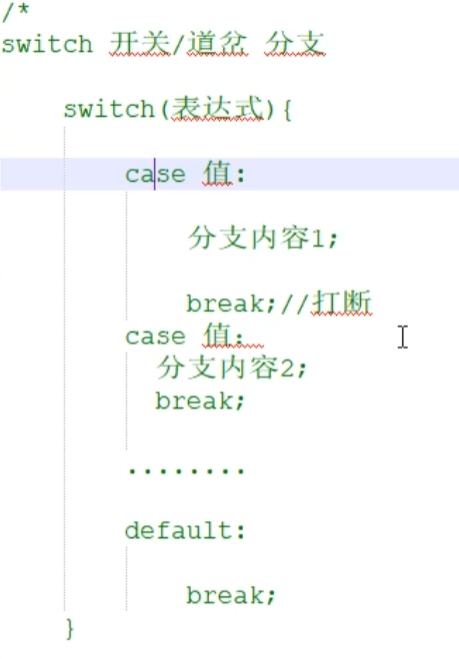 /*
switch 开关/道岔 分支
switch(表达式){
case 值:
分支内容1;
break;//打断
case 值：
分支内容2;
break;
........
default:
break;
}